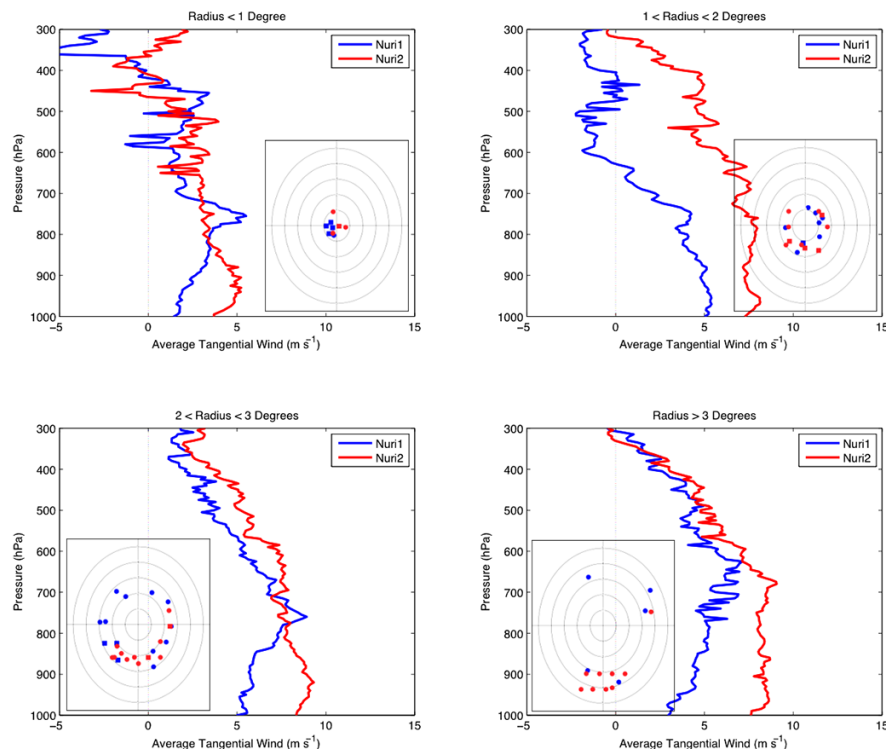 Radius < 1 Degree
300
400
500
600
700
800
900
1000
Pressure (hPa)
-5
0
5
10
15
Average Tangential Wind (m s⁻¹)
Nuri1
Nuri2
1 < Radius < 2 Degrees
300
400
500
600
700
800
900
1000
Pressure (hPa)
-5
0
5
10
15
Average Tangential Wind (m s⁻¹)
Nuri1
Nuri2
2 < Radius < 3 Degrees
300
400
500
600
700
800
900
1000
Pressure (hPa)
-5
0
5
10
15
Average Tangential Wind (m s⁻¹)
Nuri1
Nuri2
Radius > 3 Degrees
300
400
500
600
700
800
900
1000
Pressure (hPa)
-5
0
5
10
15
Average Tangential Wind (m s⁻¹)
Nuri1
Nuri2